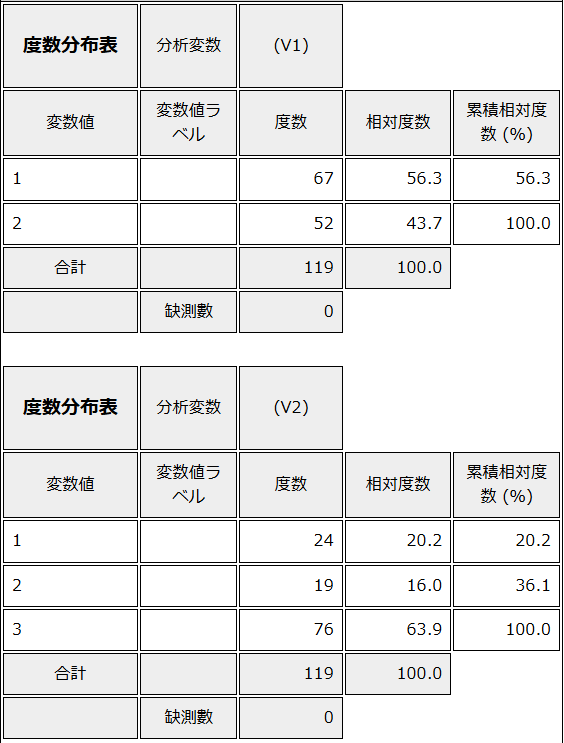 度数分布表 分析変数 (V1)
変数値 変数値ラベル 度数 相対度数 累積相対度数 (%)
1 67 56.3 56.3
2 52 43.7 100.0
合計 119 100.0
缺測數 0
度数分布表 分析変数 (V2)
変数値 変数値ラベル 度数 相対度数 累積相対度数 (%)
1 24 20.2 20.2
2 19 16.0 36.1
3 76 63.9 100.0
合計 119 100.0
缺測數 0